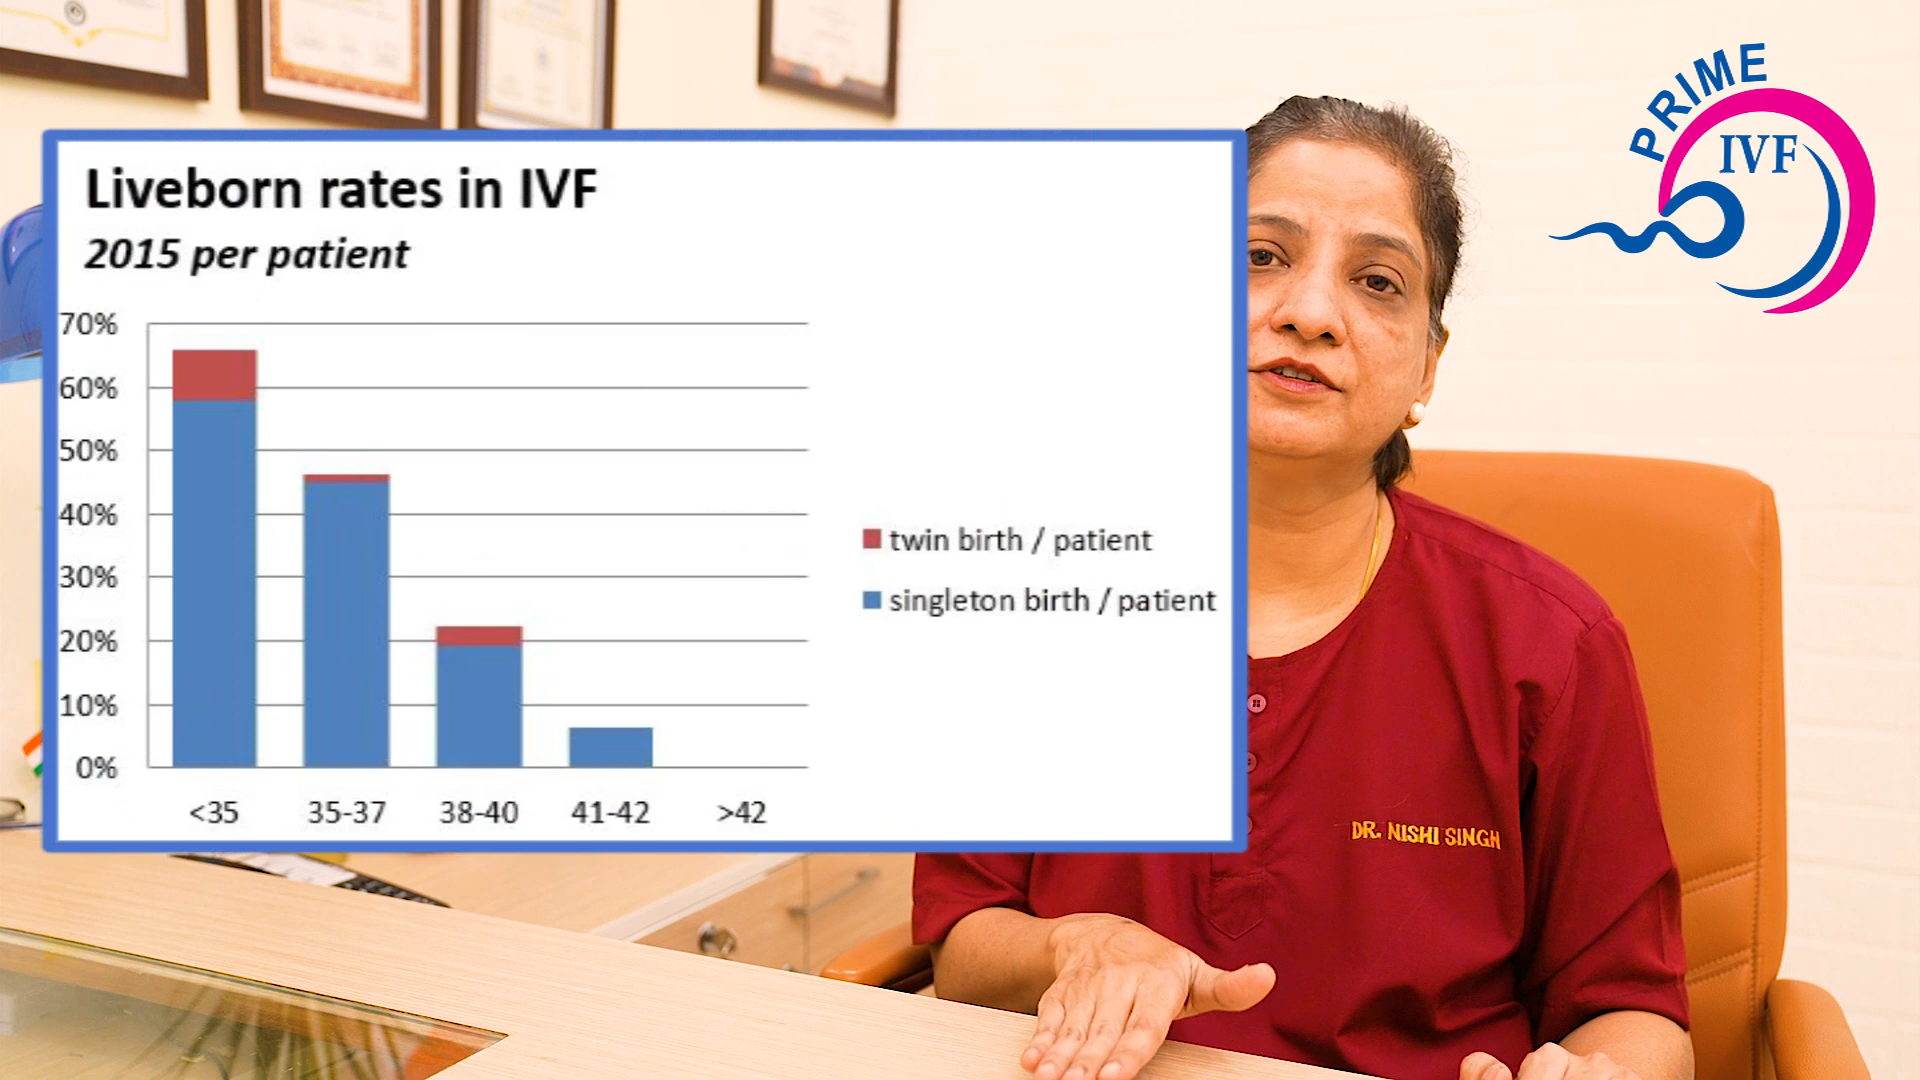 PRIME
IVF
Liveborn rates in IVF
2015 per patient
70%
60%
50%
40%
30%
20%
10%
0%
<35 35-37 38-40 41-42 >42
twin birth / patient
singleton birth / patient
DR. NISHI SINGH